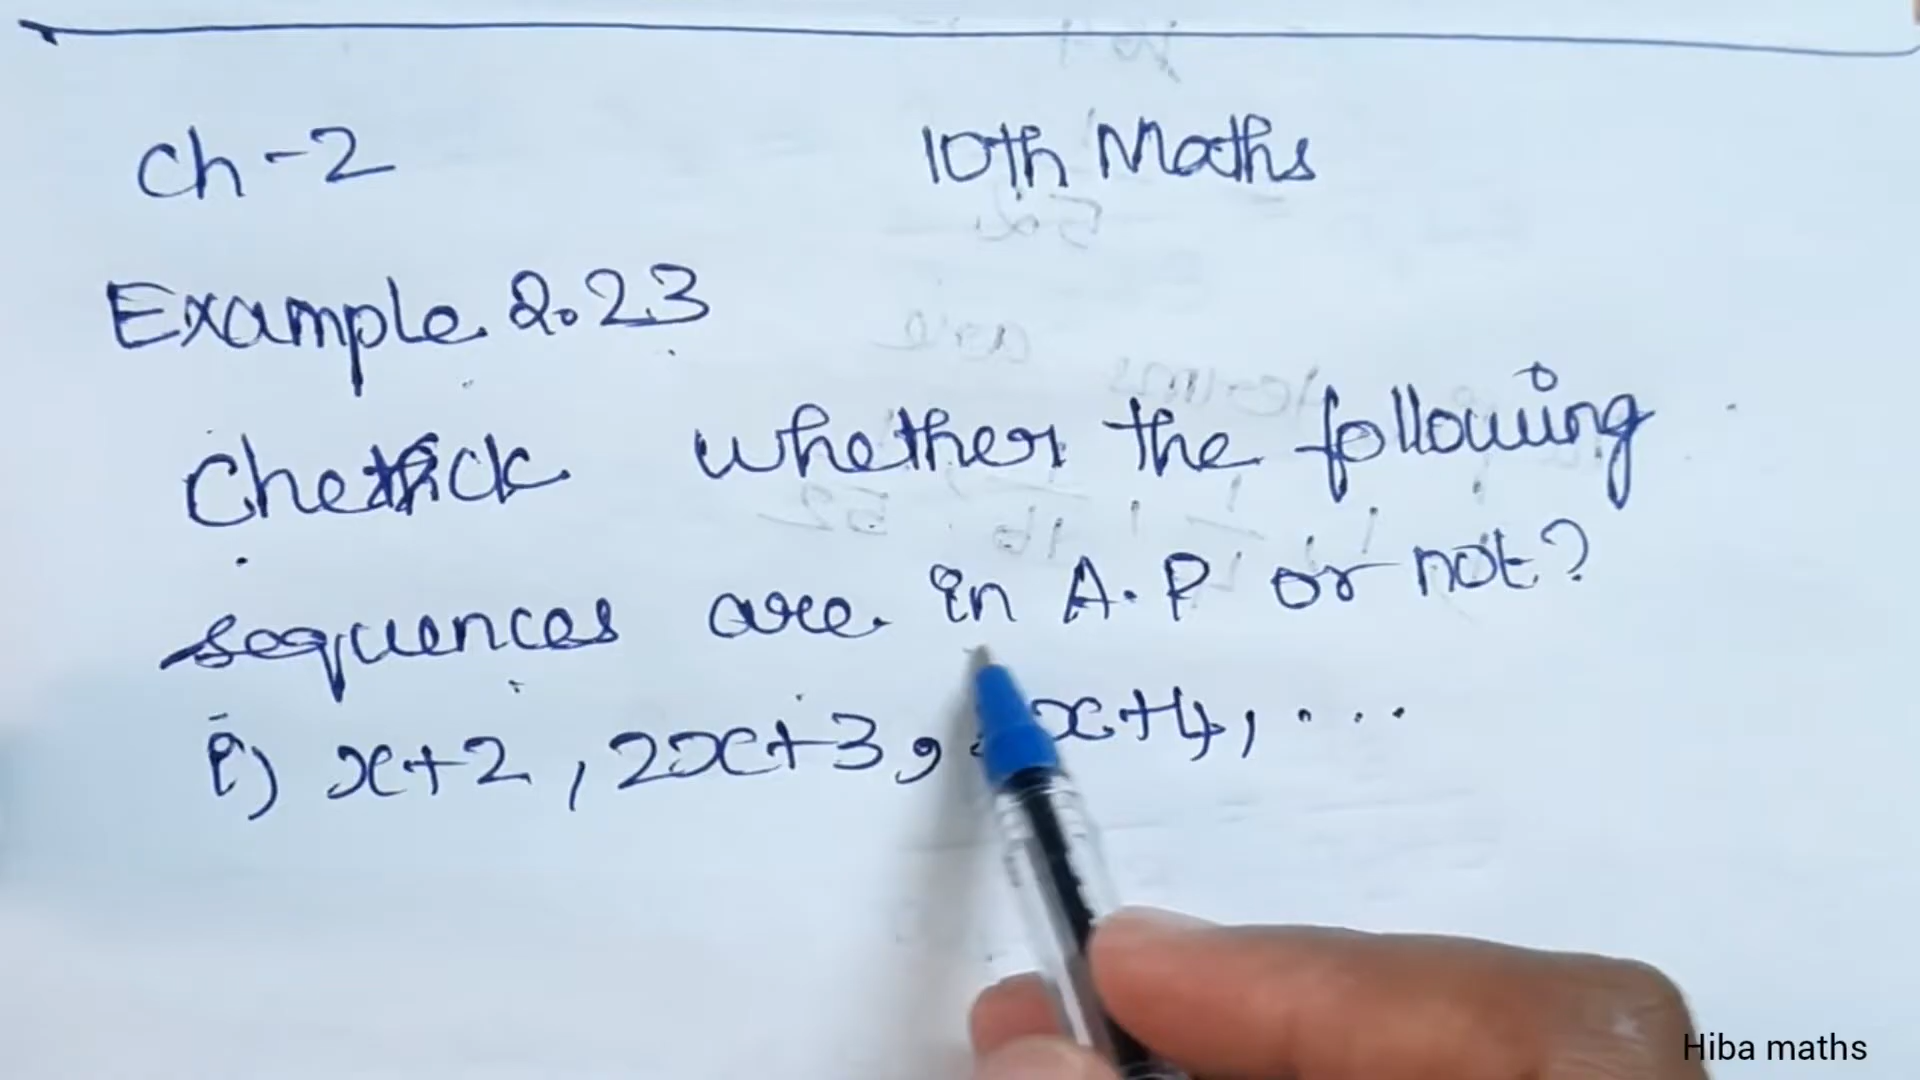 Ch-2 10th Maths
Example 2.23
Check whether the following
sequences are in A.P or not?
i) x+2, 2x+3, x+4, ...
Hiba maths